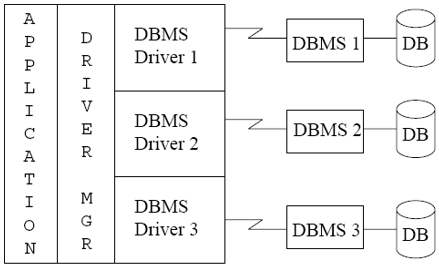 APPLICATION
DRIVER MGR
DBMS
Driver 1
DBMS 1
DB
DBMS
Driver 2
DBMS 2
DB
DBMS
Driver 3
DBMS 3
DB